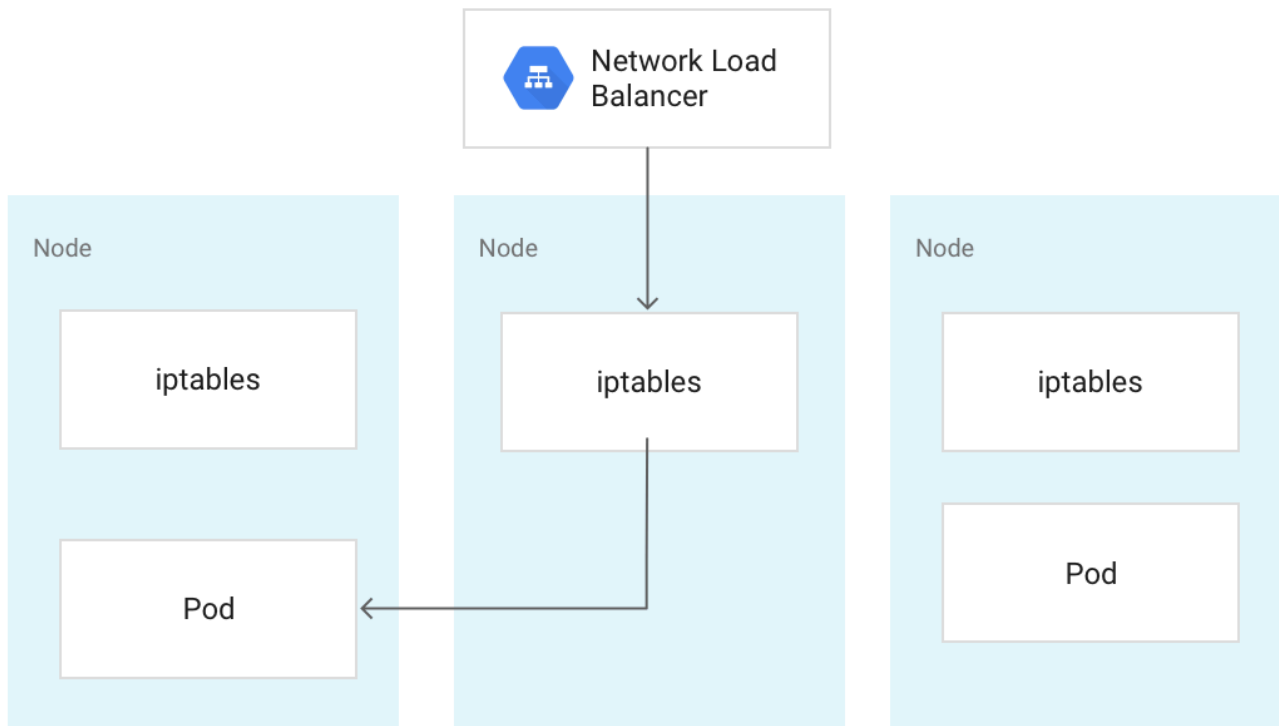 Network Load
Balancer
Node
Node
Node
iptables
iptables
iptables
Pod
Pod